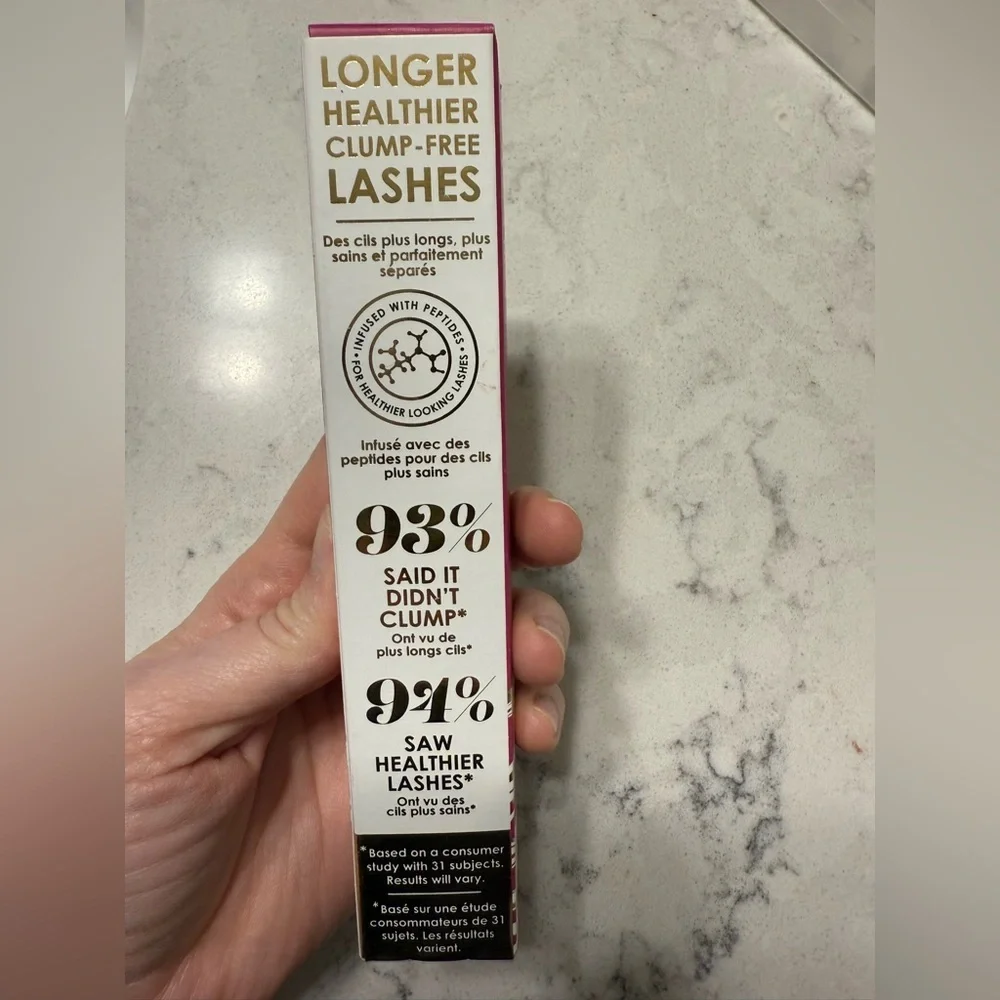 LONGER
HEALTHIER
CLUMP-FREE
LASHES
Des cils plus longs, plus
sains et parfaitement
séparés
• INFUSED WITH PEPTIDES •
FOR HEALTHIER LOOKING LASHES
Infusé avec des
peptides pour des cils
plus sains
93%
SAID IT
DIDN'T
CLUMP*
Ont vu de
plus longs cils*
94%
SAW
HEALTHIER
LASHES*
Ont vu des
cils plus sains*
*Based on a consumer
study with 31 subjects.
Results will vary.
*Basé sur une étude
consommateurs de 31
sujets. Les résultats
varient.